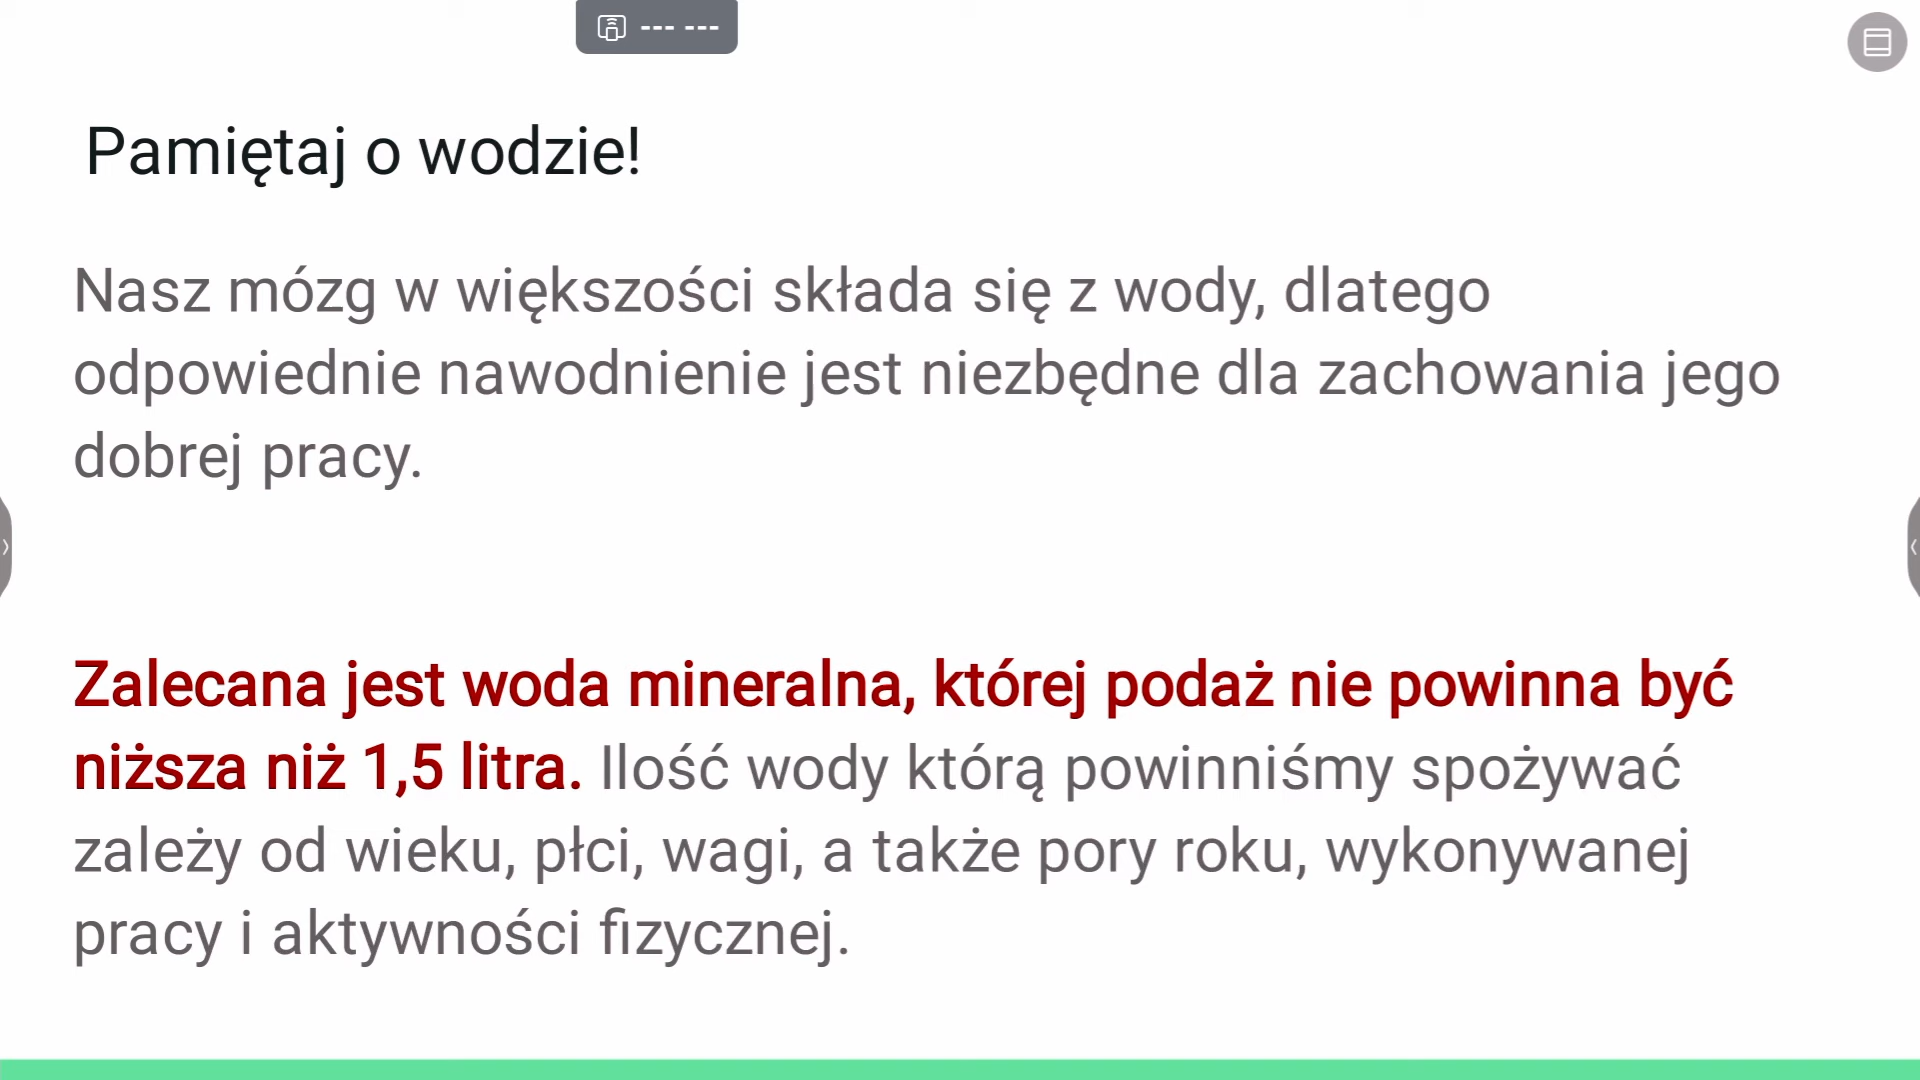 --- ---
Pamiętaj o wodzie!
Nasz mózg w większości składa się z wody, dlatego
odpowiednie nawodnienie jest niezbędne dla zachowania jego
dobrej pracy.
Zalecana jest woda mineralna, której podaż nie powinna być
niższa niż 1,5 litra. Ilość wody którą powinniśmy spożywać
zależy od wieku, płci, wagi, a także pory roku, wykonywanej
pracy i aktywności fizycznej.